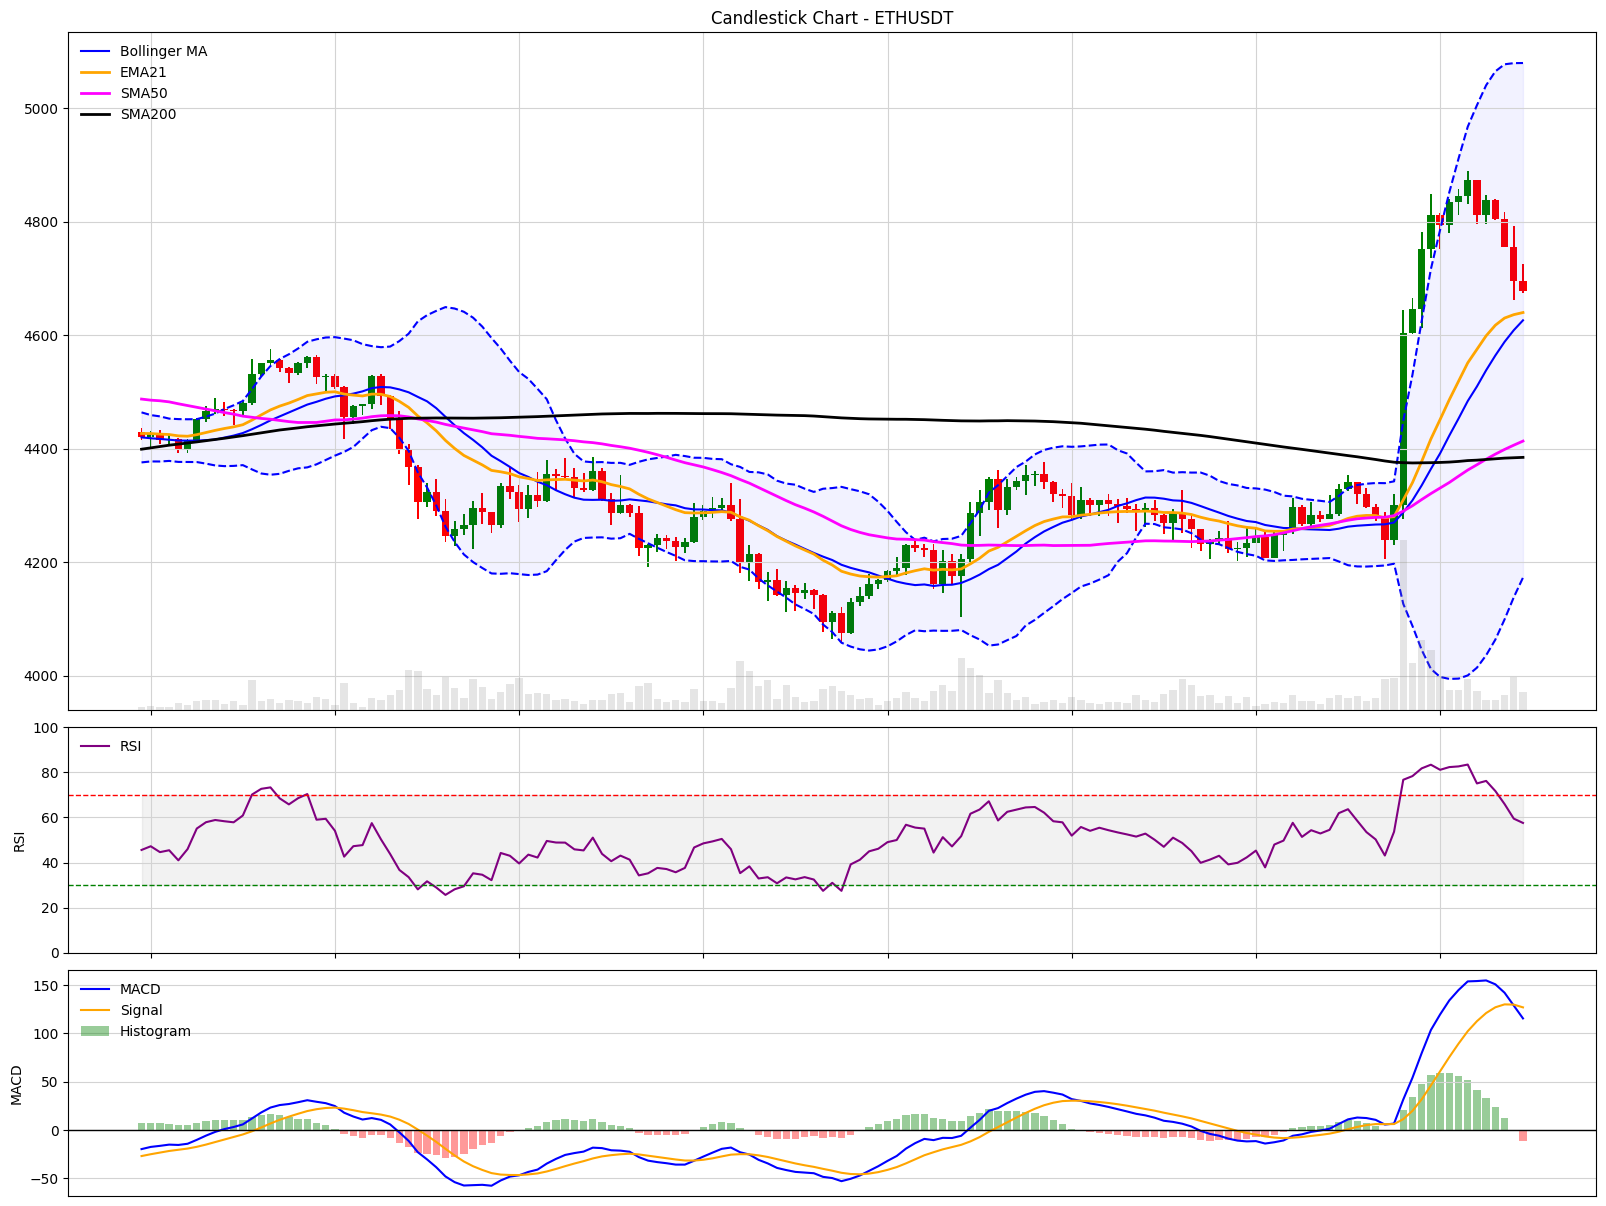 Candlestick Chart - ETHUSDT
Bollinger MA
EMA21
SMA50
SMA200
5000
4800
4600
4400
4200
4000
RSI
100
80
60
40
20
0
RSI
MACD
Signal
Histogram
150
100
50
0
−50
MACD